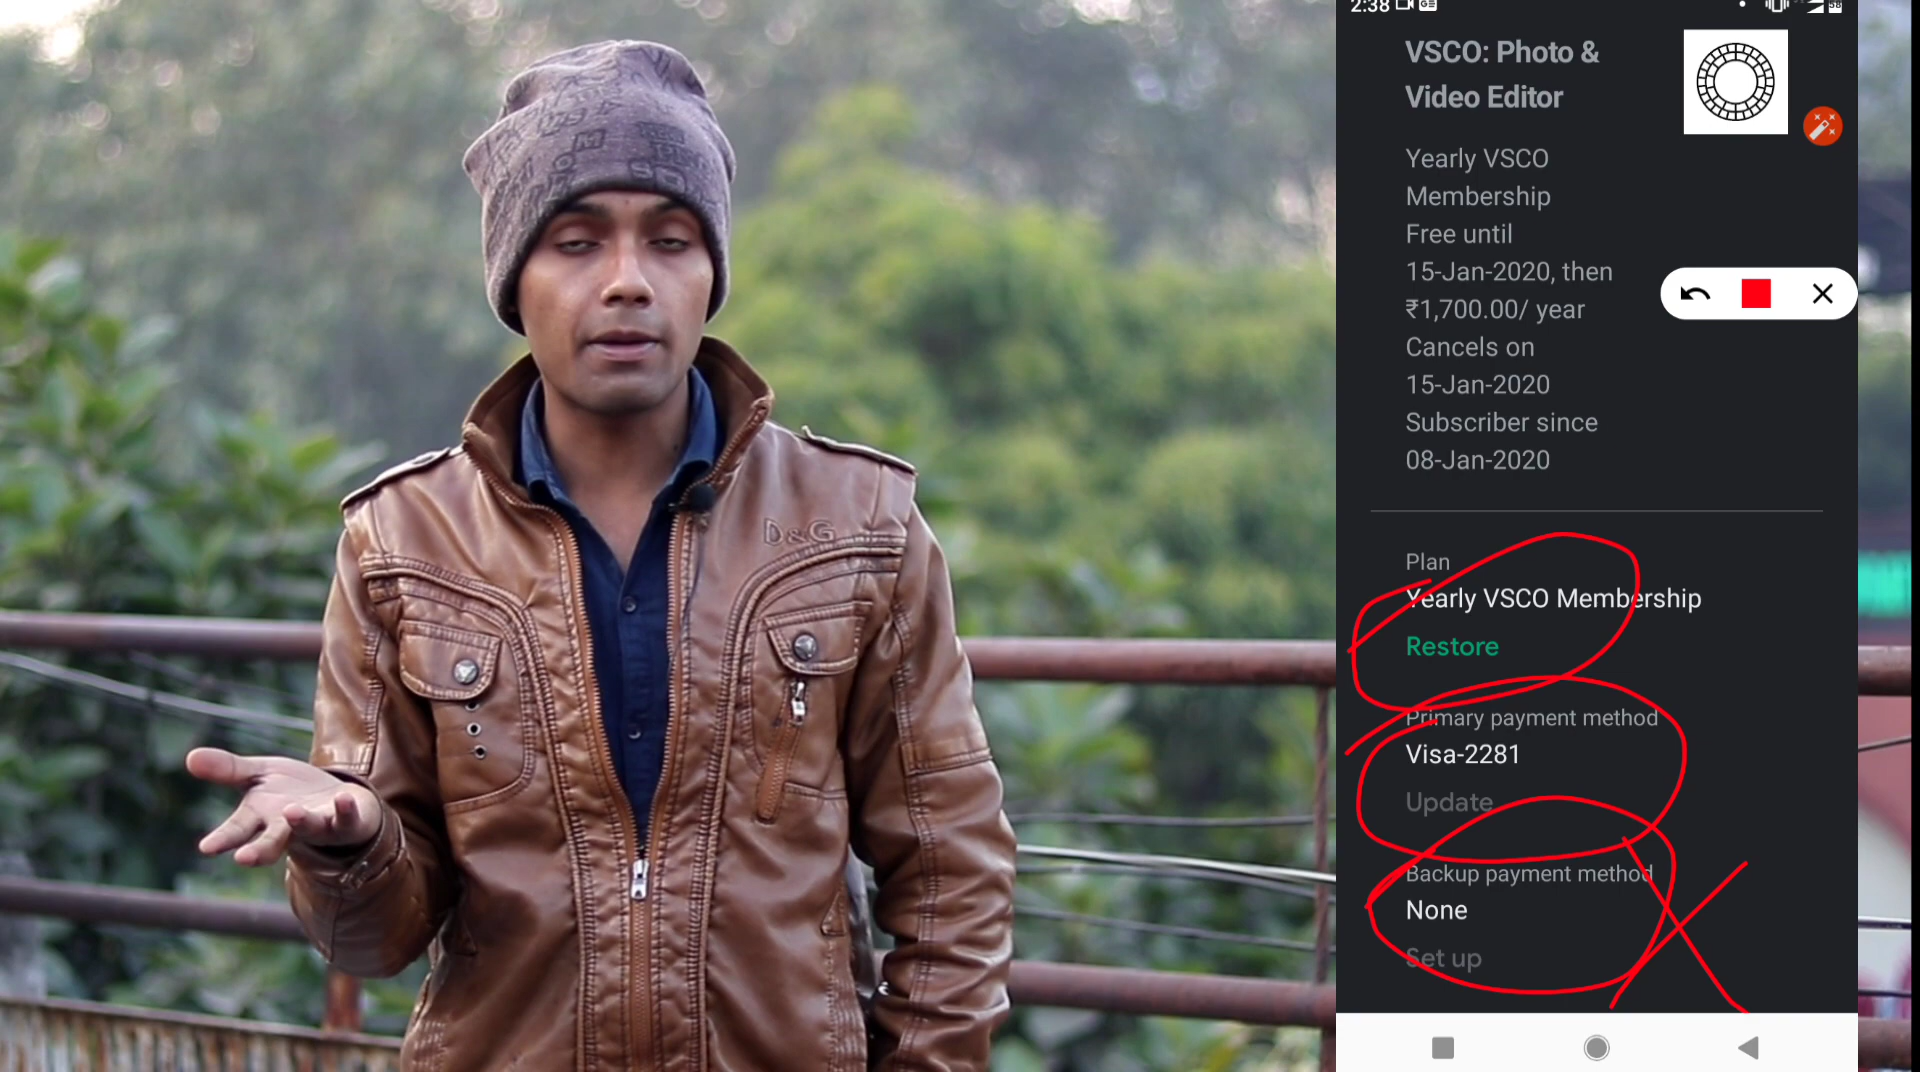 2:38
VSCO: Photo &
Video Editor
Yearly VSCO
Membership
Free until
15-Jan-2020, then
₹1,700.00/ year
Cancels on
15-Jan-2020
Subscriber since
08-Jan-2020
Plan
Yearly VSCO Membership
Restore
Primary payment method
Visa-2281
Update
Backup payment method
None
Set up
D&G